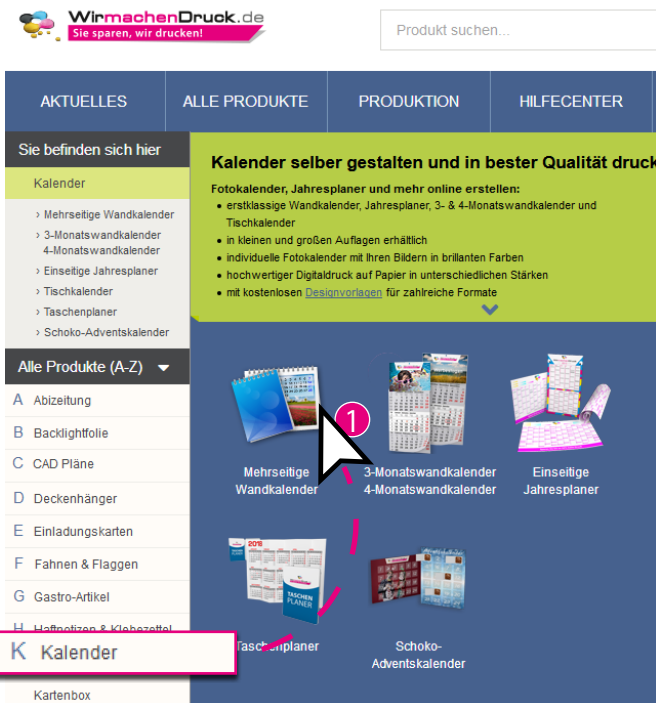 WirmachenDruck.de
Sie sparen, wir drucken!
Produkt suchen...
AKTUELLES
ALLE PRODUKTE
PRODUKTION
HILFECENTER
Sie befinden sich hier
Kalender
› Mehrseitige Wandkalender
› 3-Monatswandkalender
4-Monatswandkalender
› Einseitige Jahresplaner
› Tischkalender
› Taschenplaner
› Schoko-Adventskalender
Alle Produkte (A-Z)
A Abizeitung
B Backlightfolie
C CAD Pläne
D Deckenhänger
E Einladungskarten
F Fahnen & Flaggen
G Gastro-Artikel
H Haftnotizen & Klebezettel
K Kalender
Kartenbox
Kalender selber gestalten und in bester Qualität druck
Fotokalender, Jahresplaner und mehr online erstellen:
• erstklassige Wandkalender, Jahresplaner, 3- & 4-Monatswandkalender und
Tischkalender
• in kleinen und großen Auflagen erhältlich
• individuelle Fotokalender mit Ihren Bildern in brillanten Farben
• hochwertiger Digitaldruck auf Papier in unterschiedlichen Stärken
• mit kostenlosen Designvorlagen für zahlreiche Formate
1
Mehrseitige
Wandkalender
3-Monatswandkalender
4-Monatswandkalender
Einseitige
Jahresplaner
2018
TASCHEN
PLANER
Taschenplaner
Schoko-
Adventskalender